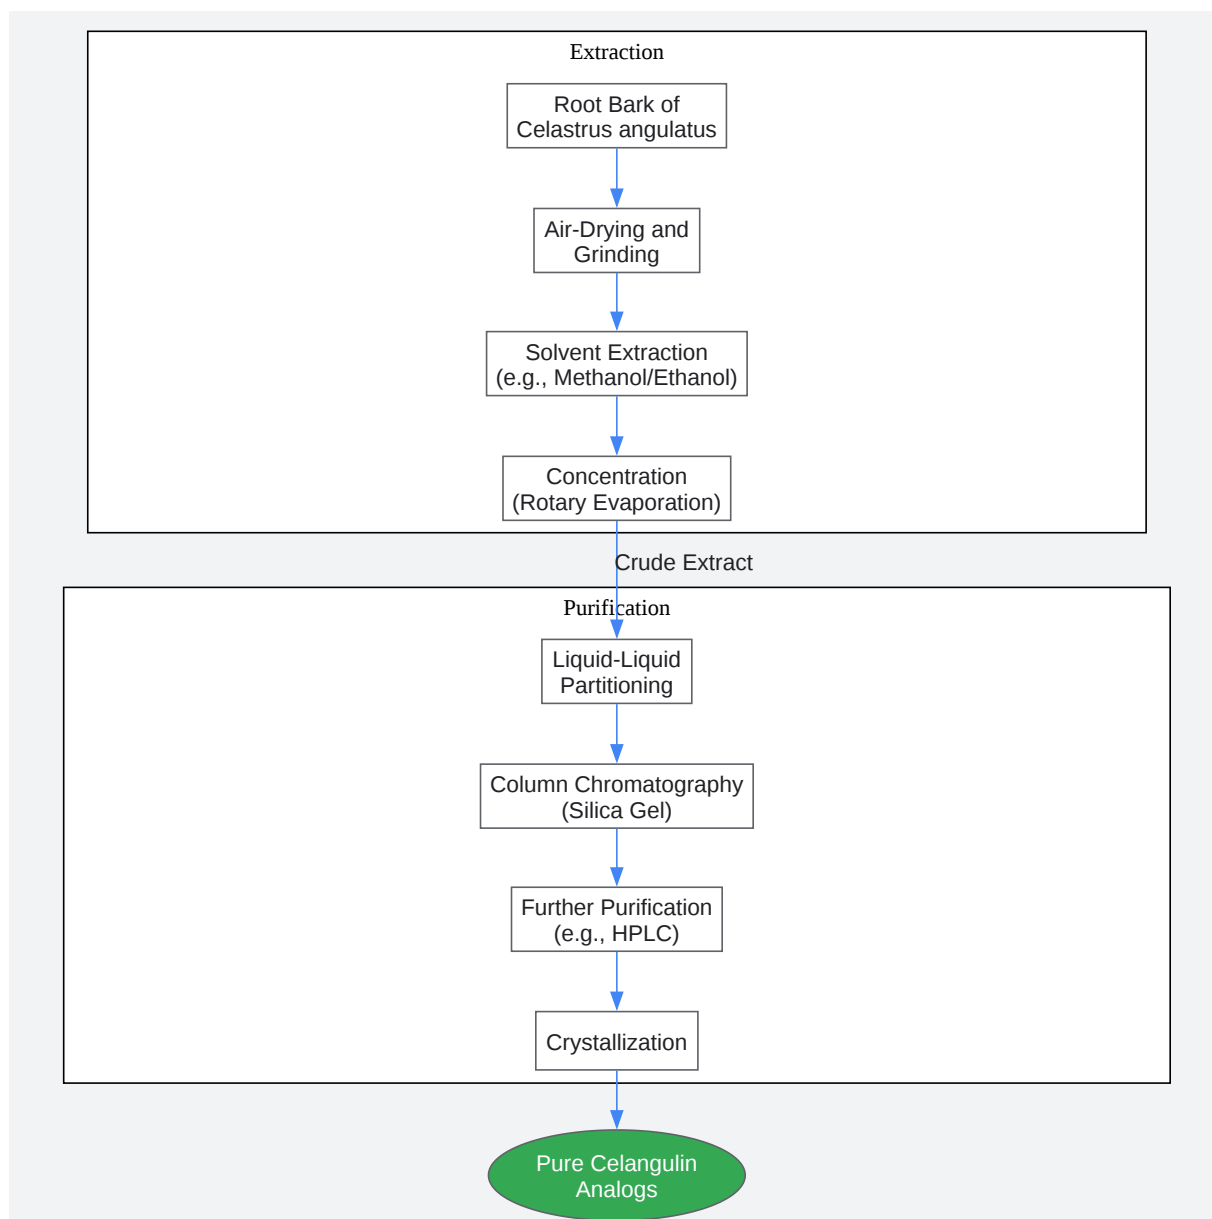 Extraction
Root Bark of
Celastrus angulatus
Air-Drying and
Grinding
Solvent Extraction
(e.g., Methanol/Ethanol)
Concentration
(Rotary Evaporation)
Crude Extract
Purification
Liquid-Liquid
Partitioning
Column Chromatography
(Silica Gel)
Further Purification
(e.g., HPLC)
Crystallization
Pure Celangulin
Analogs